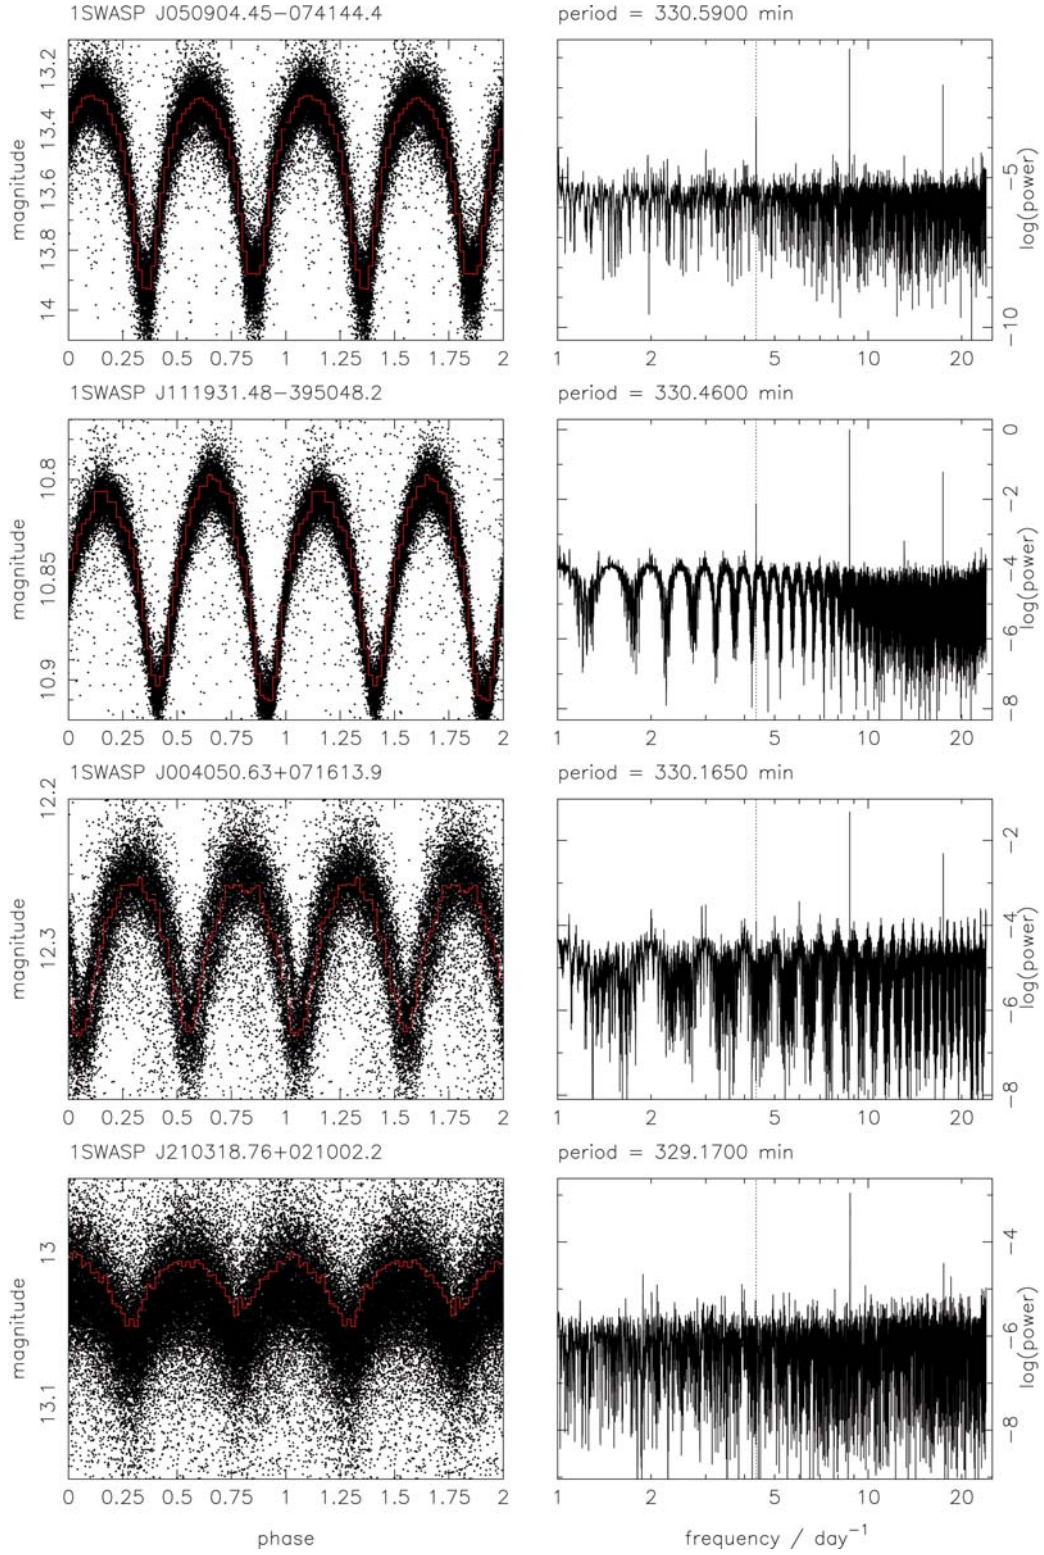 1SWASP J050904.45−074144.4 period = 330.5900 min
magnitude
13.2
13.4
13.6
13.8
14
0 0.25 0.5 0.75 1 1.25 1.5 1.75 2
log(power)
−5
−10
1 2 5 10 20
1SWASP J111931.48−395048.2 period = 330.4600 min
magnitude
10.8
10.85
10.9
0 0.25 0.5 0.75 1 1.25 1.5 1.75 2
log(power)
0
−2
−4
−6
−8
1 2 5 10 20
1SWASP J004050.63+071613.9 period = 330.1650 min
magnitude
12.2
12.3
0 0.25 0.5 0.75 1 1.25 1.5 1.75 2
log(power)
−2
−4
−6
−8
1 2 5 10 20
1SWASP J210318.76+021002.2 period = 329.1700 min
magnitude
13
13.1
0 0.25 0.5 0.75 1 1.25 1.5 1.75 2
log(power)
−4
−6
−8
1 2 5 10 20
phase frequency / day⁻¹